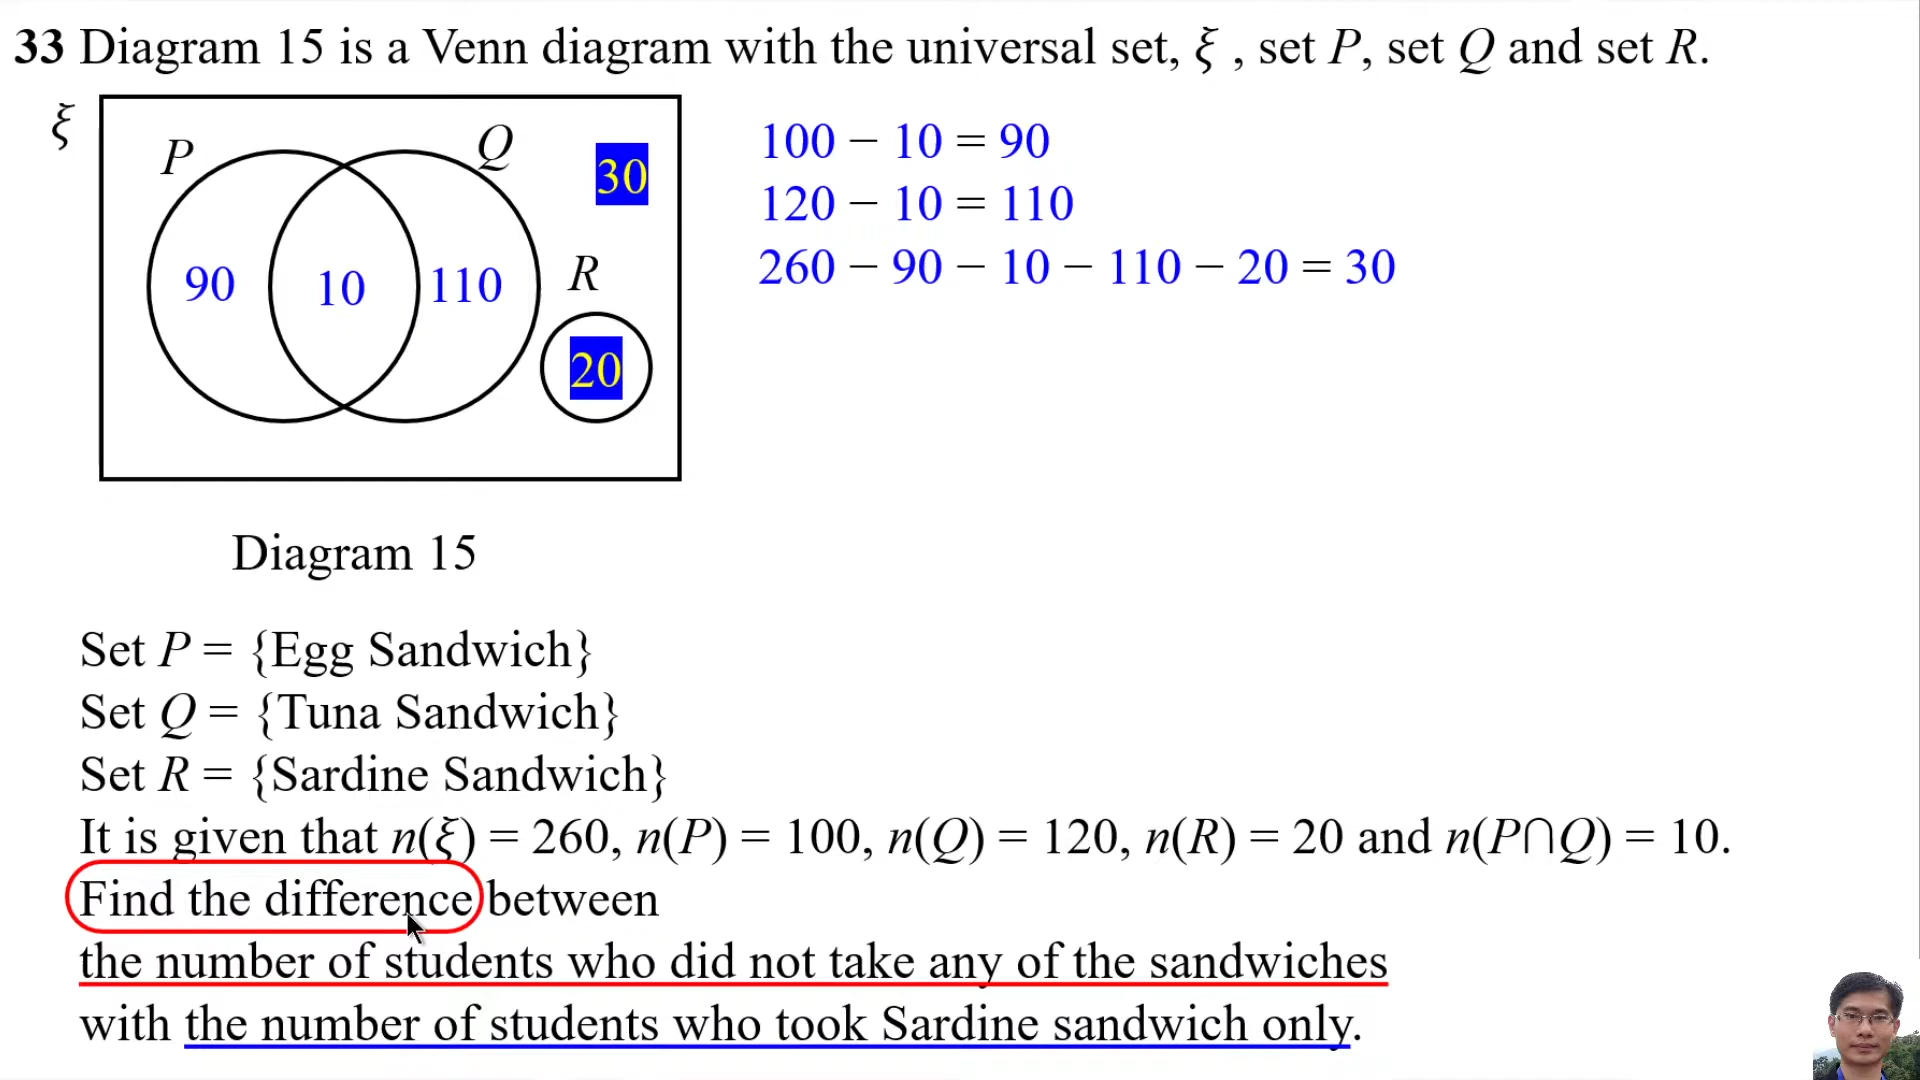 33 Diagram 15 is a Venn diagram with the universal set, ξ , set P, set Q and set R.
ξ
P
Q
30
100 − 10 = 90
120 − 10 = 110
260 − 90 − 10 − 110 − 20 = 30
90
10
110
R
20
Diagram 15
Set P = {Egg Sandwich}
Set Q = {Tuna Sandwich}
Set R = {Sardine Sandwich}
It is given that n(ξ) = 260, n(P) = 100, n(Q) = 120, n(R) = 20 and n(P∩Q) = 10.
Find the difference between
the number of students who did not take any of the sandwiches
with the number of students who took Sardine sandwich only.